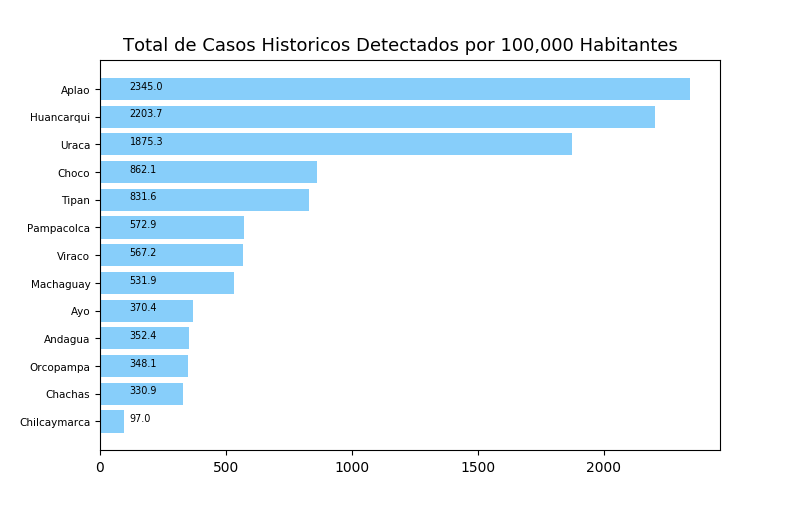 Total de Casos Historicos Detectados por 100,000 Habitantes
Aplao 2345.0
Huancarqui 2203.7
Uraca 1875.3
Choco 862.1
Tipan 831.6
Pampacolca 572.9
Viraco 567.2
Machaguay 531.9
Ayo 370.4
Andagua 352.4
Orcopampa 348.1
Chachas 330.9
Chilcaymarca 97.0
0 500 1000 1500 2000